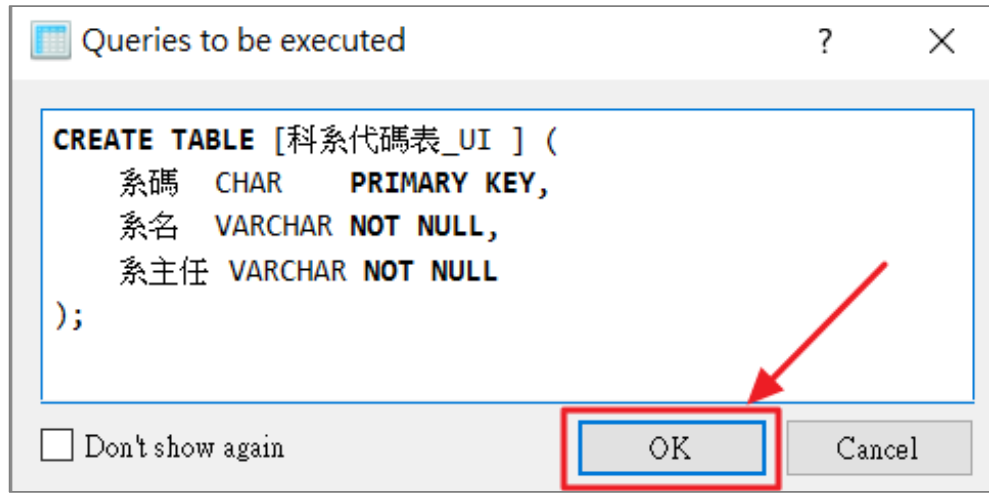 Queries to be executed
CREATE TABLE [科系代碼表_UI ] (
    系碼  CHAR    PRIMARY KEY,
    系名  VARCHAR NOT NULL,
    系主任 VARCHAR NOT NULL
);
Don't show again
OK
Cancel